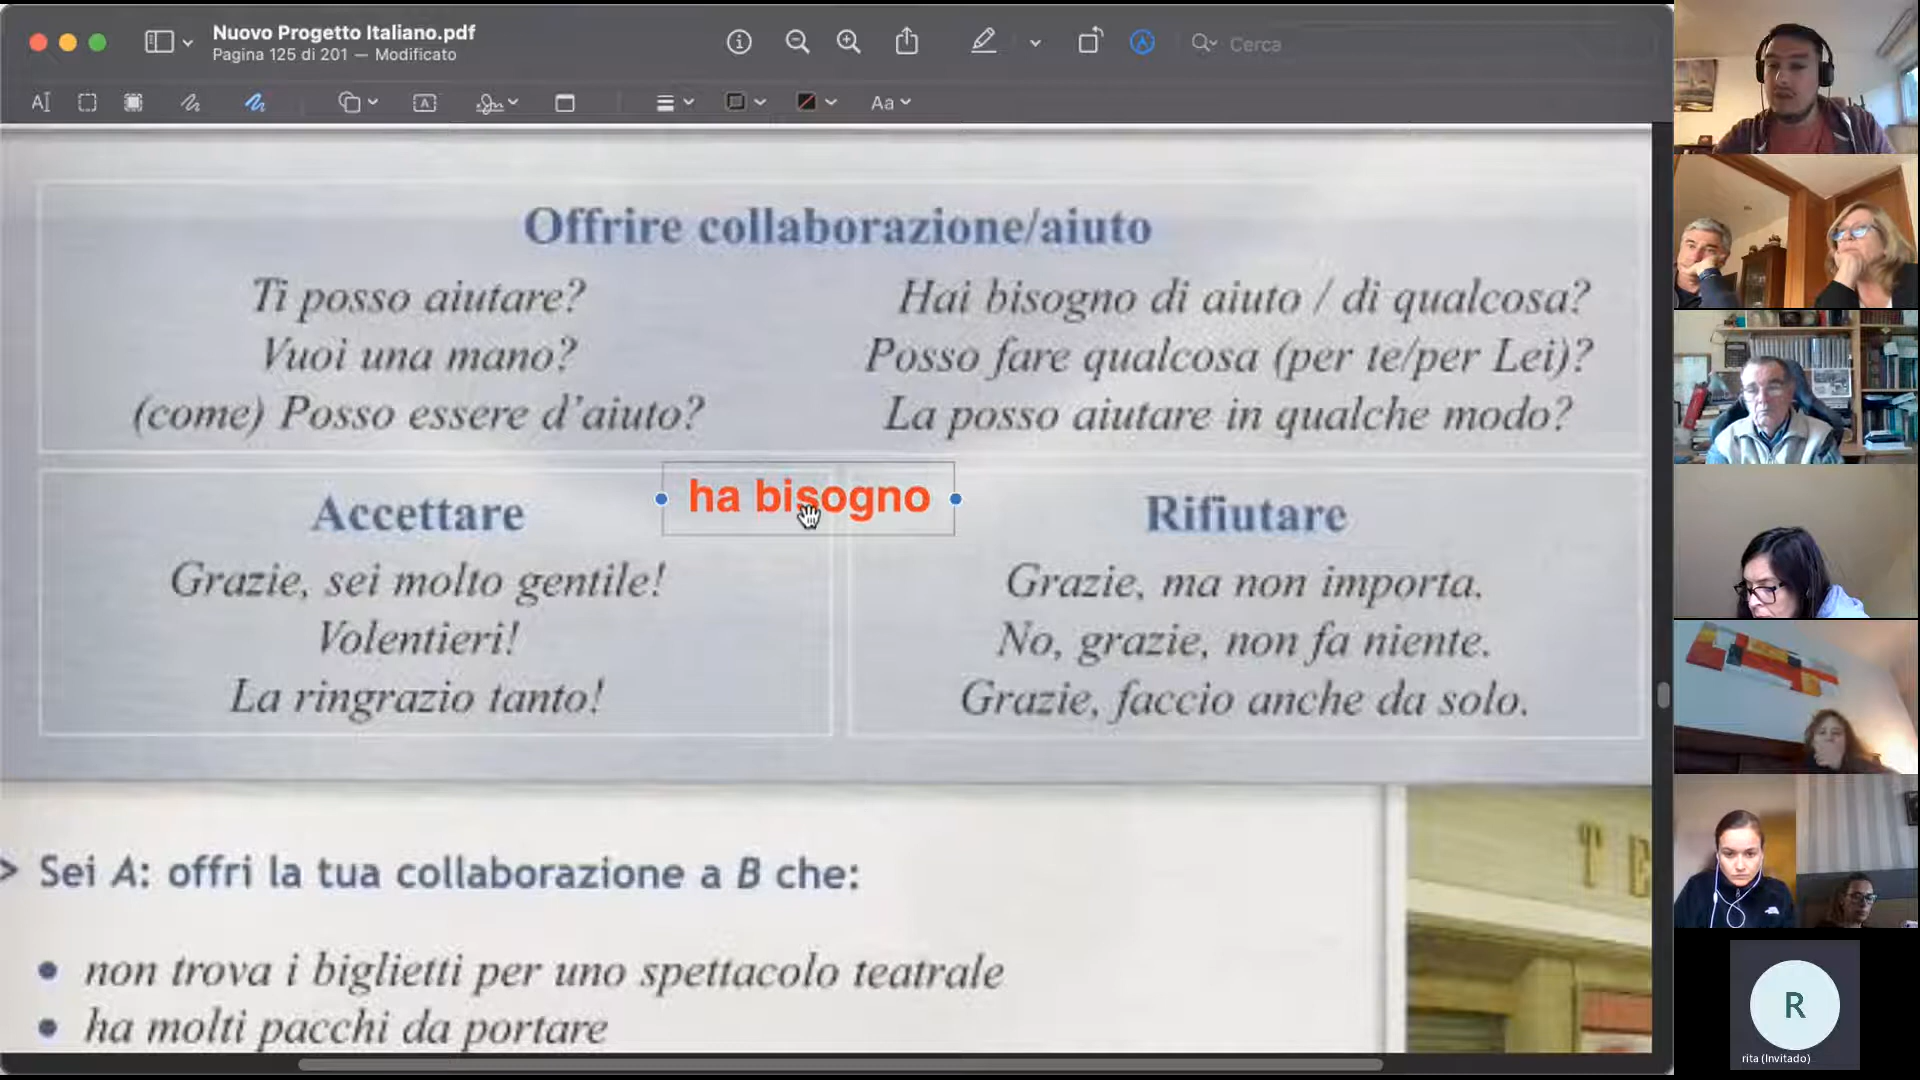 Nuovo Progetto Italiano.pdf
Pagina 125 di 201 — Modificato
Cerca
Aa
Offrire collaborazione/aiuto
Ti posso aiutare?
Vuoi una mano?
(come) Posso essere d'aiuto?
Hai bisogno di aiuto / di qualcosa?
Posso fare qualcosa (per te/per Lei)?
La posso aiutare in qualche modo?
ha bisogno
Accettare
Grazie, sei molto gentile!
Volentieri!
La ringrazio tanto!
Rifiutare
Grazie, ma non importa.
No, grazie, non fa niente.
Grazie, faccio anche da solo.
Sei A: offri la tua collaborazione a B che:
• non trova i biglietti per uno spettacolo teatrale
• ha molti pacchi da portare
TE
R
rita (Invitado)